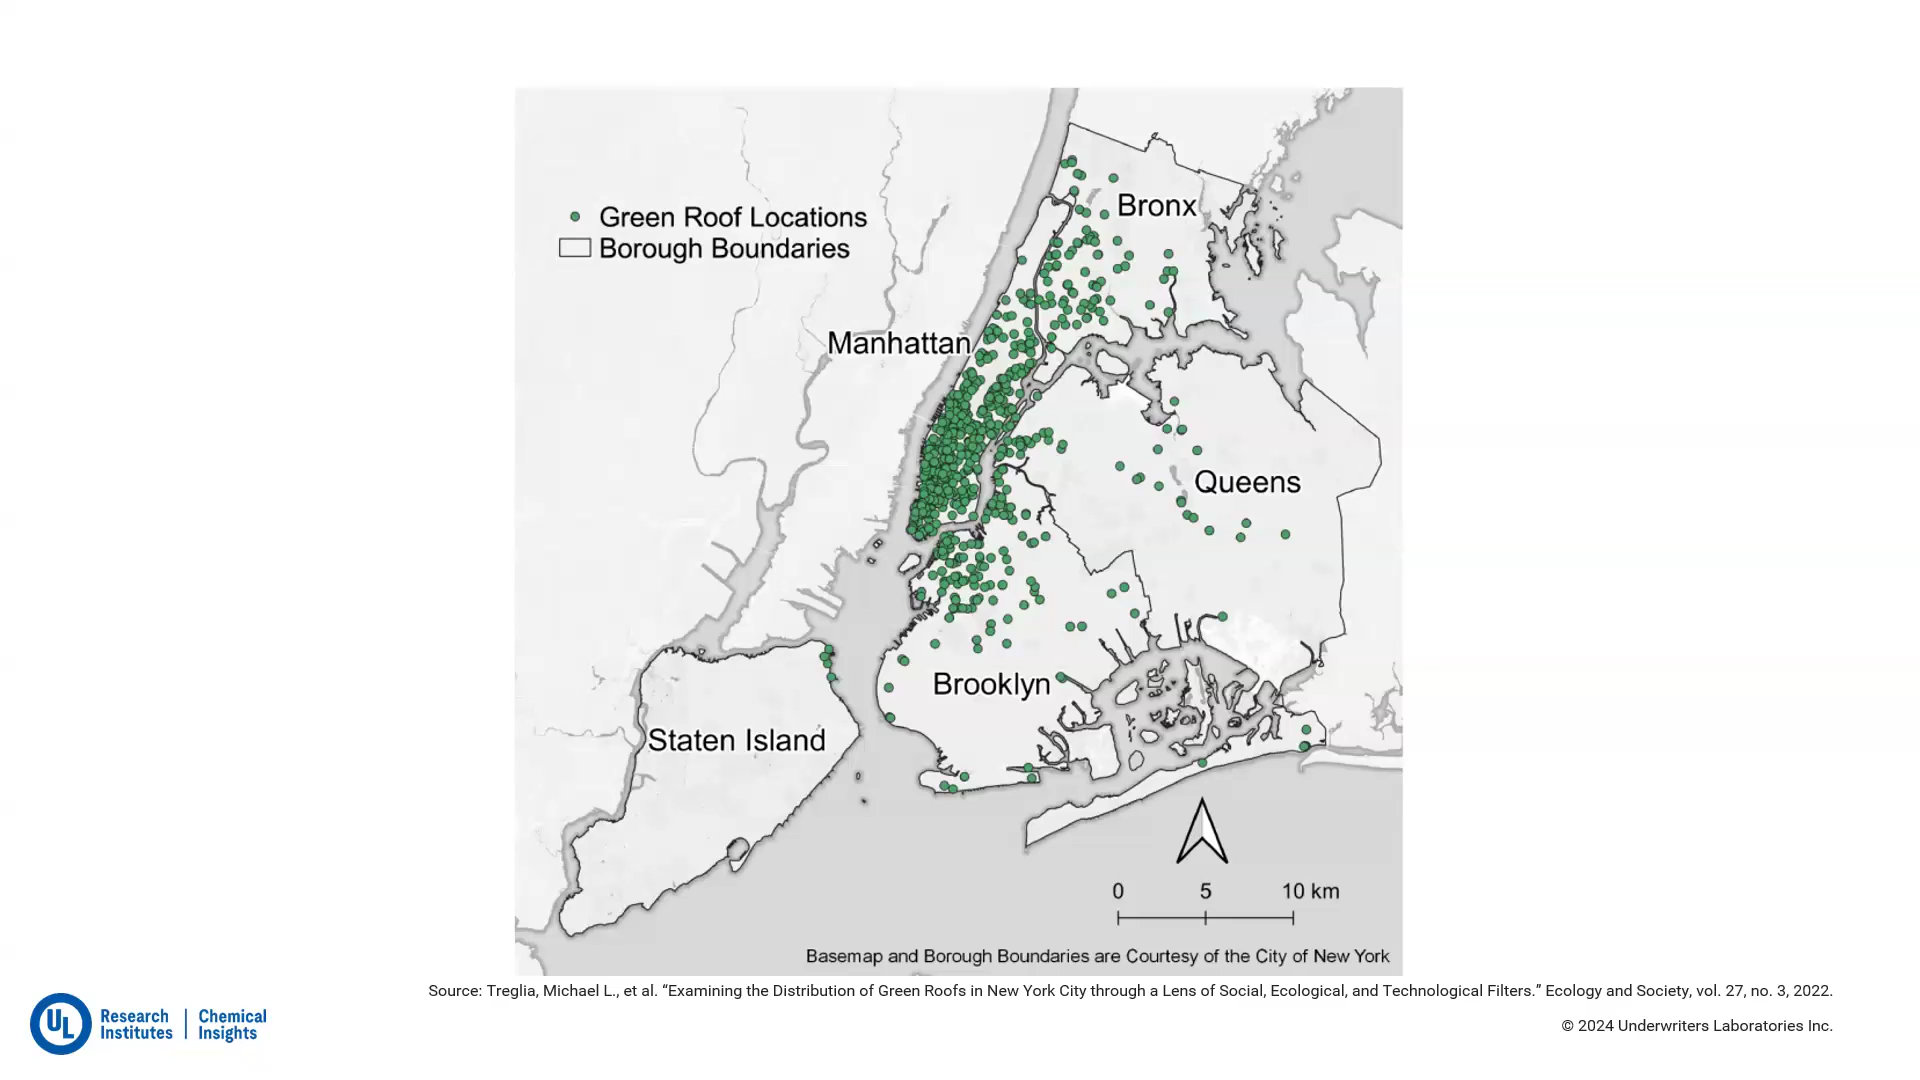 Green Roof Locations
Borough Boundaries
Bronx
Manhattan
Queens
Brooklyn
Staten Island
0 5 10 km
Basemap and Borough Boundaries are Courtesy of the City of New York
Source: Treglia, Michael L., et al. “Examining the Distribution of Green Roofs in New York City through a Lens of Social, Ecological, and Technological Filters.” Ecology and Society, vol. 27, no. 3, 2022.
UL Research Institutes | Chemical Insights
© 2024 Underwriters Laboratories Inc.